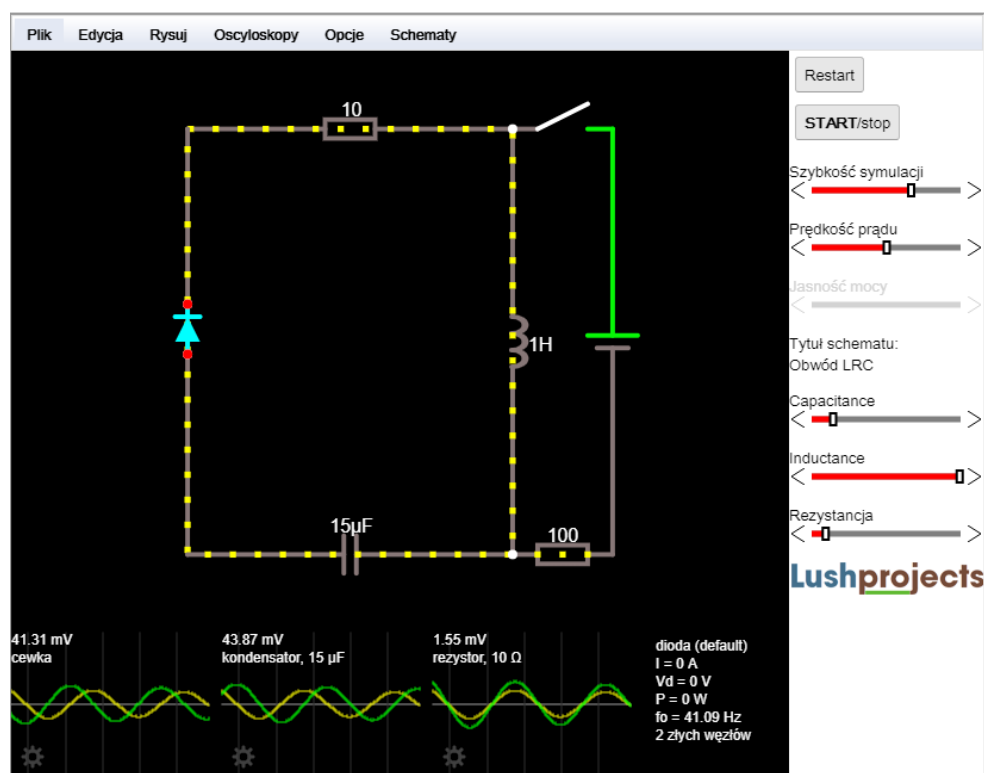 Plik Edycja Rysuj Oscyloskopy Opcje Schematy
Restart
START/stop
Szybkość symulacji
Prędkość prądu
Jasność mocy
Tytuł schematu:
Obwód LRC
Capacitance
Inductance
Rezystancja
Lushprojects
10
1H
15µF
100
41.31 mV
cewka
43.87 mV
kondensator, 15 µF
1.55 mV
rezystor, 10 Ω
dioda (default)
I = 0 A
Vd = 0 V
P = 0 W
fo = 41.09 Hz
2 złych węzłów